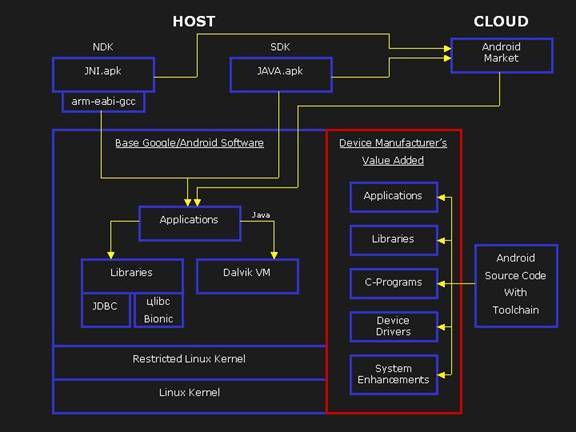 HOST
CLOUD
NDK
SDK
JNI.apk
JAVA.apk
Android
Market
arm-eabi-gcc
Base Google/Android Software
Device Manufacturer's
Value Added
Applications
Java
Libraries
Dalvik VM
JDBC
цlibc
Bionic
Restricted Linux Kernel
Linux Kernel
Applications
Libraries
C-Programs
Device
Drivers
System
Enhancements
Android
Source Code
With
Toolchain